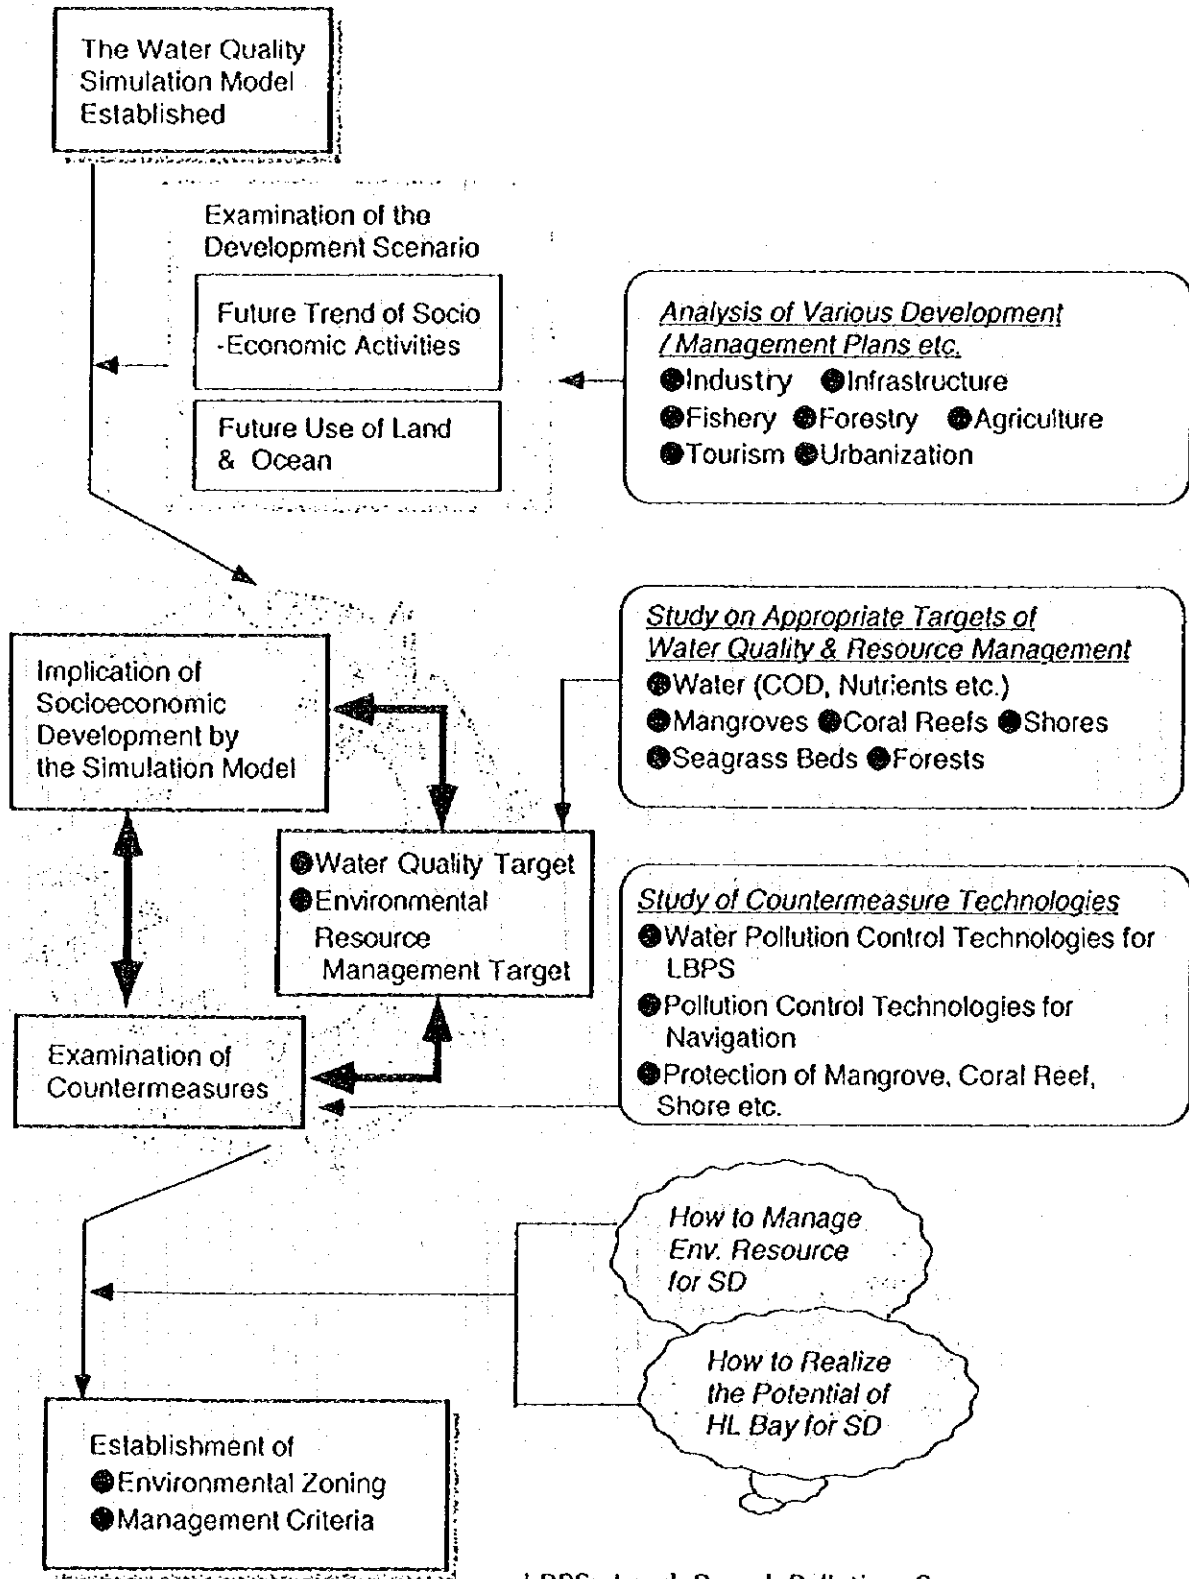 The Water Quality
Simulation Model
Established
Examination of the
Development Scenario
Future Trend of Socio
-Economic Activities
Future Use of Land
& Ocean
Analysis of Various Development
/ Management Plans etc.
●Industry ●Infrastructure
●Fishery ●Forestry ●Agriculture
●Tourism ●Urbanization
Implication of
Socioeconomic
Development by
the Simulation Model
Study on Appropriate Targets of
Water Quality & Resource Management
●Water (COD, Nutrients etc.)
●Mangroves ●Coral Reefs ●Shores
●Seagrass Beds ●Forests
●Water Quality Target
●Environmental
Resource
Management Target
Study of Countermeasure Technologies
●Water Pollution Control Technologies for
LBPS
●Pollution Control Technologies for
Navigation
●Protection of Mangrove, Coral Reef,
Shore etc.
Examination of
Countermeasures
How to Manage
Env. Resource
for SD
How to Realize
the Potential of
HL Bay for SD
Establishment of
●Environmental Zoning
●Management Criteria